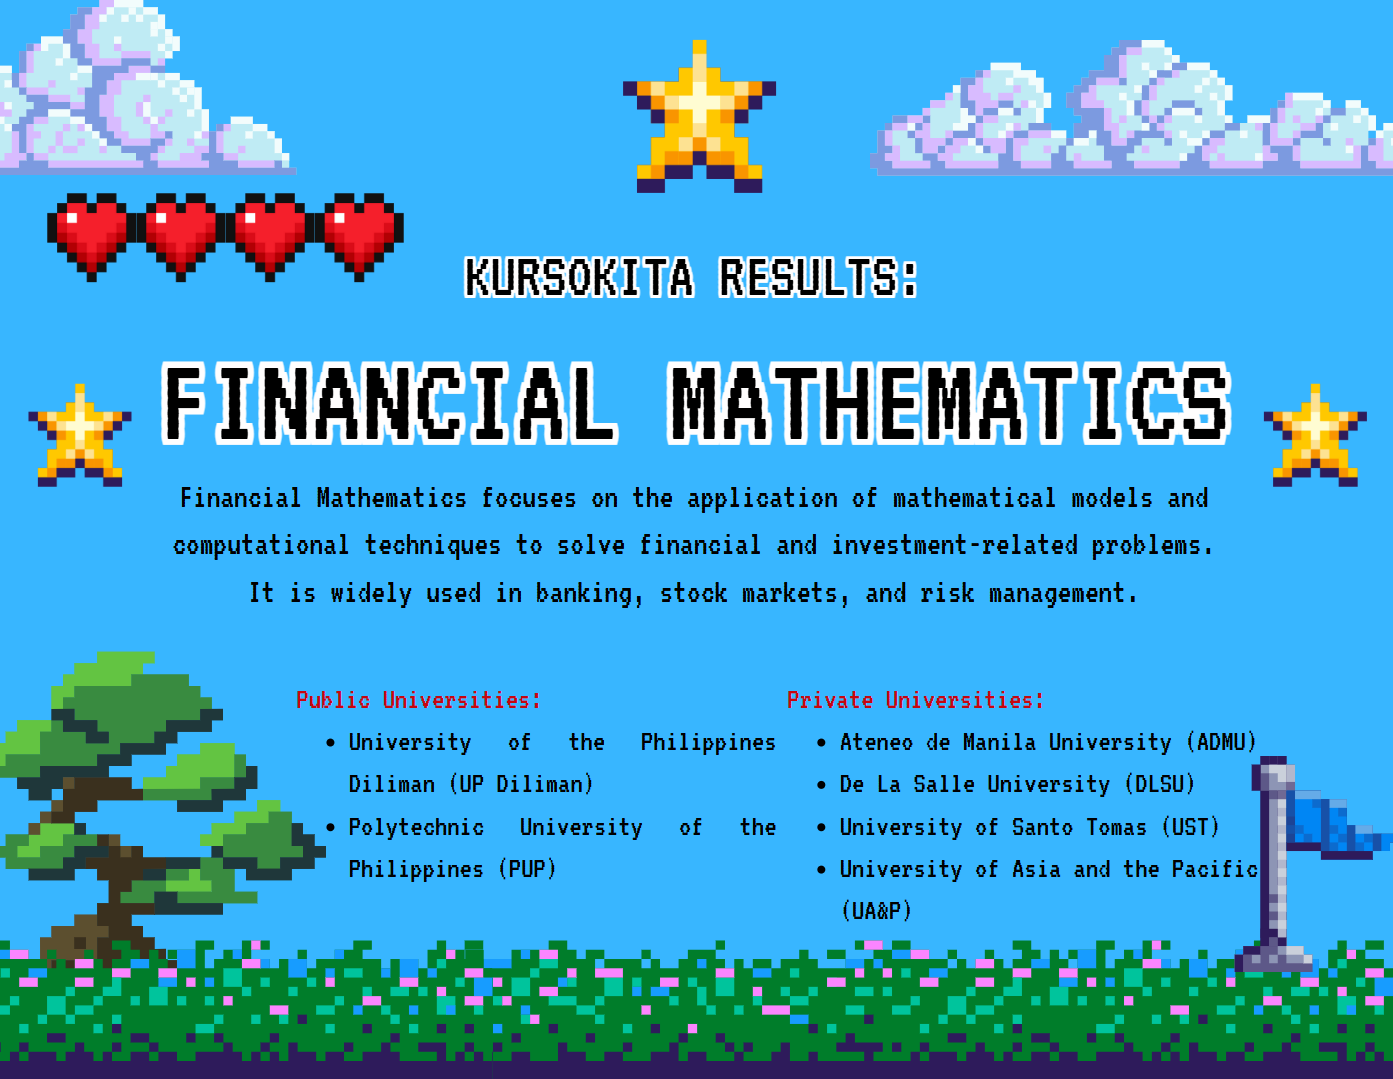 KURSOKITA RESULTS:
FINANCIAL MATHEMATICS
Financial Mathematics focuses on the application of mathematical models and
computational techniques to solve financial and investment-related problems.
It is widely used in banking, stock markets, and risk management.
Public Universities:
• University of the Philippines
Diliman (UP Diliman)
• Polytechnic University of the
Philippines (PUP)
Private Universities:
• Ateneo de Manila University (ADMU)
• De La Salle University (DLSU)
• University of Santo Tomas (UST)
• University of Asia and the Pacific
(UA&P)